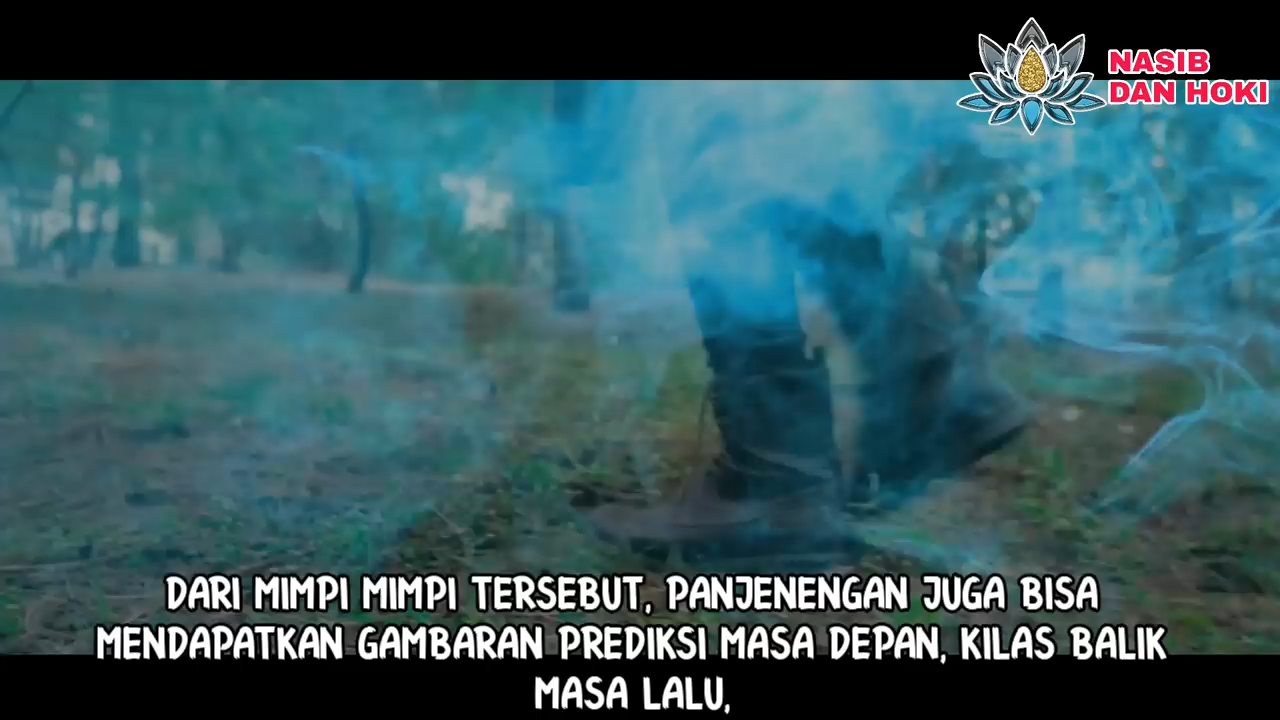 NASIB
DAN HOKI
DARI MIMPI MIMPI TERSEBUT, PANJENENGAN JUGA BISA
MENDAPATKAN GAMBARAN PREDIKSI MASA DEPAN, KILAS BALIK
MASA LALU,